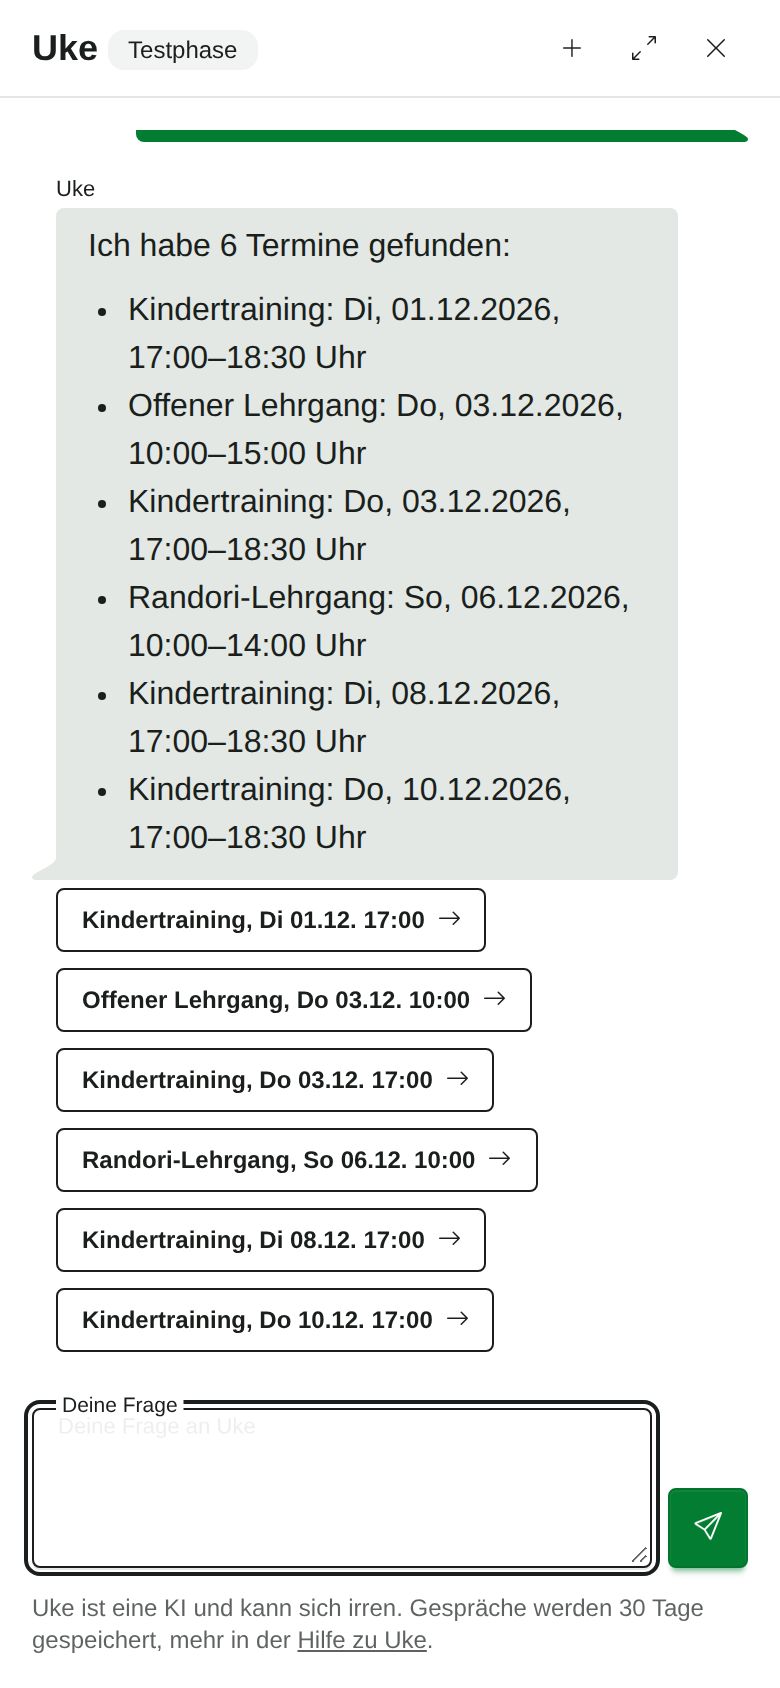 Uke
Testphase
Uke
Ich habe 6 Termine gefunden:
Kindertraining: Di, 01.12.2026,
17:00–18:30 Uhr
Offener Lehrgang: Do, 03.12.2026,
10:00–15:00 Uhr
Kindertraining: Do, 03.12.2026,
17:00–18:30 Uhr
Randori-Lehrgang: So, 06.12.2026,
10:00–14:00 Uhr
Kindertraining: Di, 08.12.2026,
17:00–18:30 Uhr
Kindertraining: Do, 10.12.2026,
17:00–18:30 Uhr
Kindertraining, Di 01.12. 17:00
Offener Lehrgang, Do 03.12. 10:00
Kindertraining, Do 03.12. 17:00
Randori-Lehrgang, So 06.12. 10:00
Kindertraining, Di 08.12. 17:00
Kindertraining, Do 10.12. 17:00
Deine Frage
Deine Frage an Uke
Uke ist eine KI und kann sich irren. Gespräche werden 30 Tage
gespeichert, mehr in der Hilfe zu Uke.